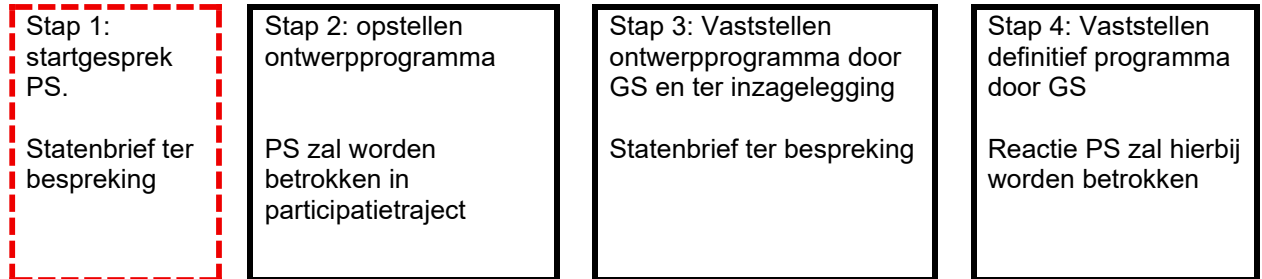 Stap 1:
startgesprek
PS.
Statenbrief ter
bespreking
Stap 2: opstellen
ontwerpprogramma
PS zal worden
betrokken in
participatietraject
Stap 3: Vaststellen
ontwerpprogramma door
GS en ter inzagelegging
Statenbrief ter bespreking
Stap 4: Vaststellen
definitief programma
door GS
Reactie PS zal hierbij
worden betrokken